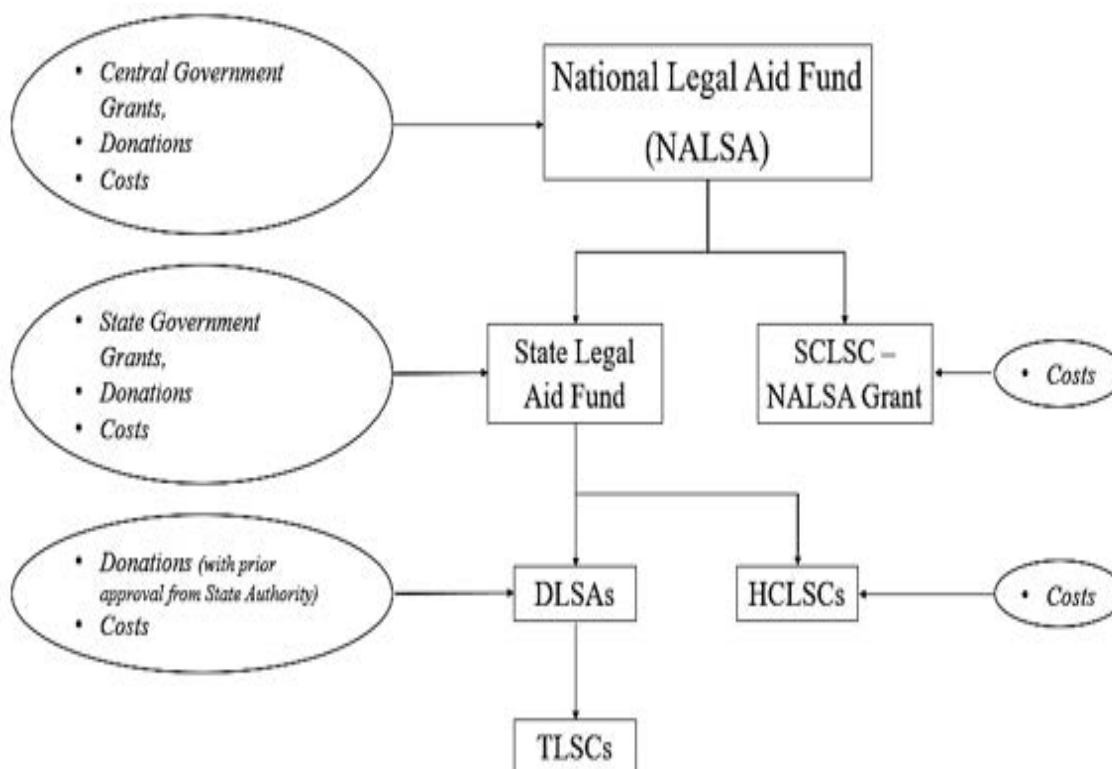 • Central Government
Grants,
• Donations
• Costs
National Legal Aid Fund
(NALSA)
• State Government
Grants,
• Donations
• Costs
State Legal
Aid Fund
SCLSC –
NALSA Grant
• Costs
• Donations (with prior
approval from State Authority)
• Costs
DLSAs
HCLSCs
• Costs
TLSCs